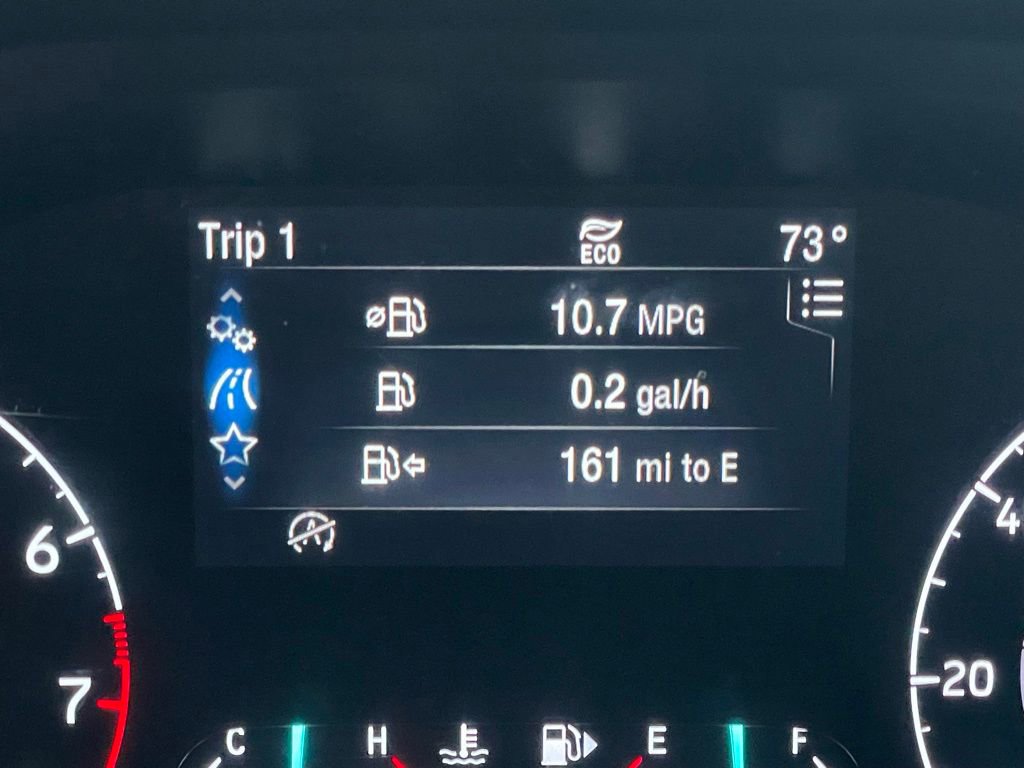 Trip 1
ECO
73°
10.7 MPG
0.2 gal/h
161 mi to E
A
6
7
4
20
C
H
E
F